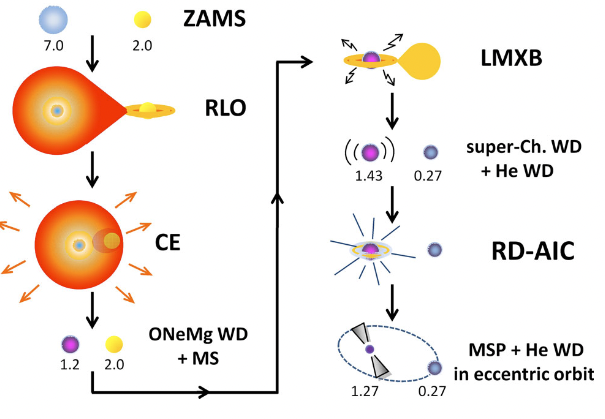 ZAMS
7.0
2.0
RLO
CE
ONeMg WD
+ MS
1.2
2.0
LMXB
super-Ch. WD
+ He WD
1.43
0.27
RD-AIC
MSP + He WD
in eccentric orbit
1.27
0.27